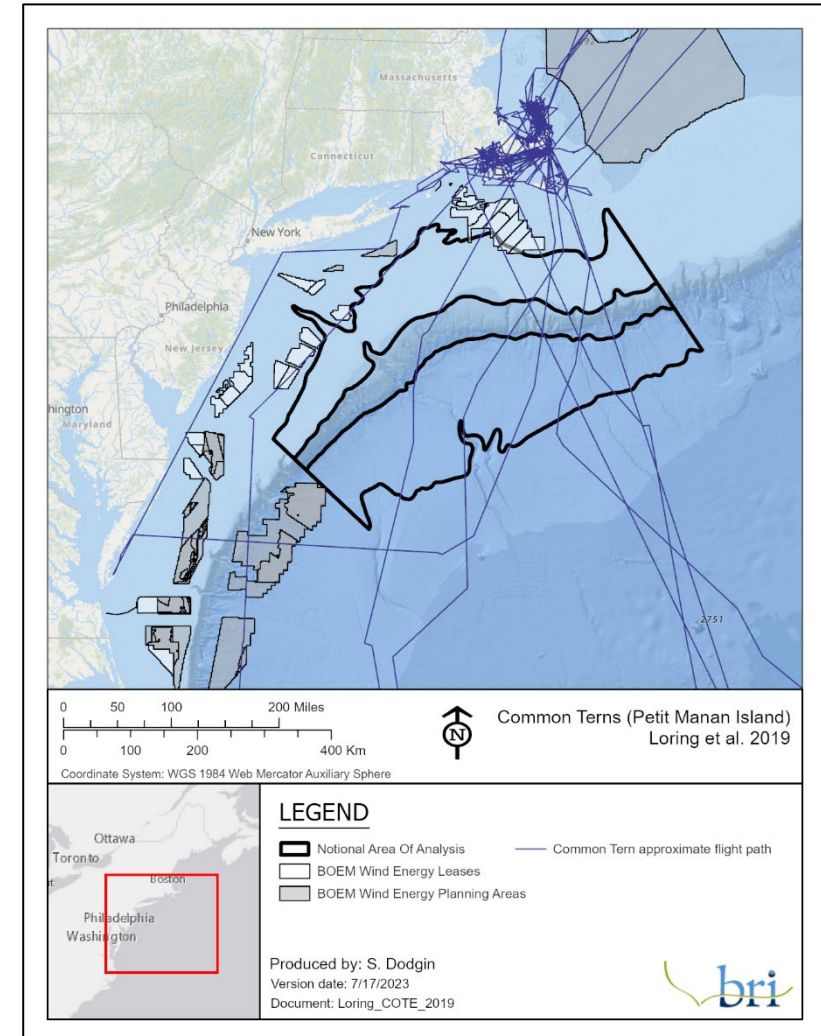 92
Massachusetts
Connecticut
New York
Philadelphia
New Jersey
hington
Maryland
2751
0 50 100 200 Miles
0 100 200 400 Km
Coordinate System: WGS 1984 Web Mercator Auxiliary Sphere
N
Common Terns (Petit Manan Island)
Loring et al. 2019
Ottawa
Toronto
Boston
Philadelphia
Washington
LEGEND
Notional Area Of Analysis
BOEM Wind Energy Leases
BOEM Wind Energy Planning Areas
Common Tern approximate flight path
Produced by: S. Dodgin
Version date: 7/17/2023
Document: Loring_COTE_2019
bri